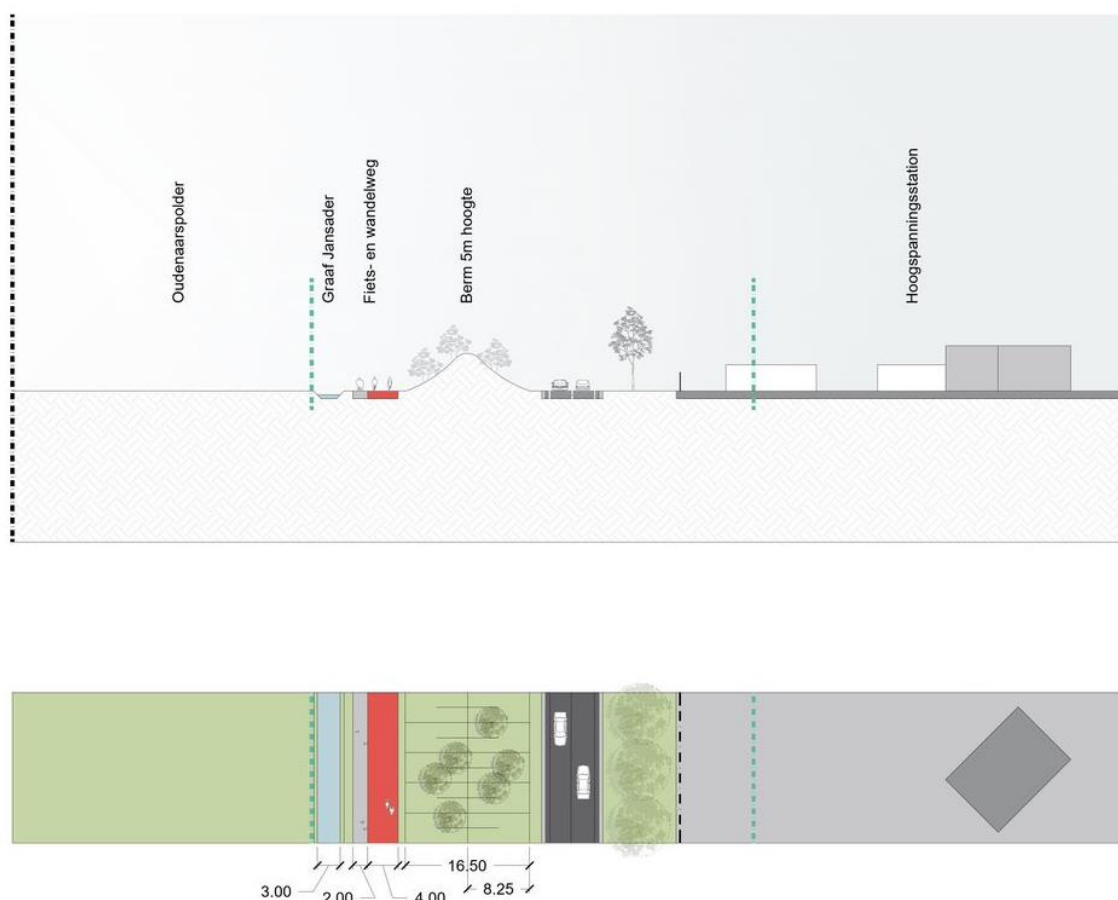 Oudenaarspolder
Graaf Jansader
Fiets- en wandelweg
Berm 5m hoogte
Hoogspanningsstation
16.50
8.25
3.00
2.00
4.00